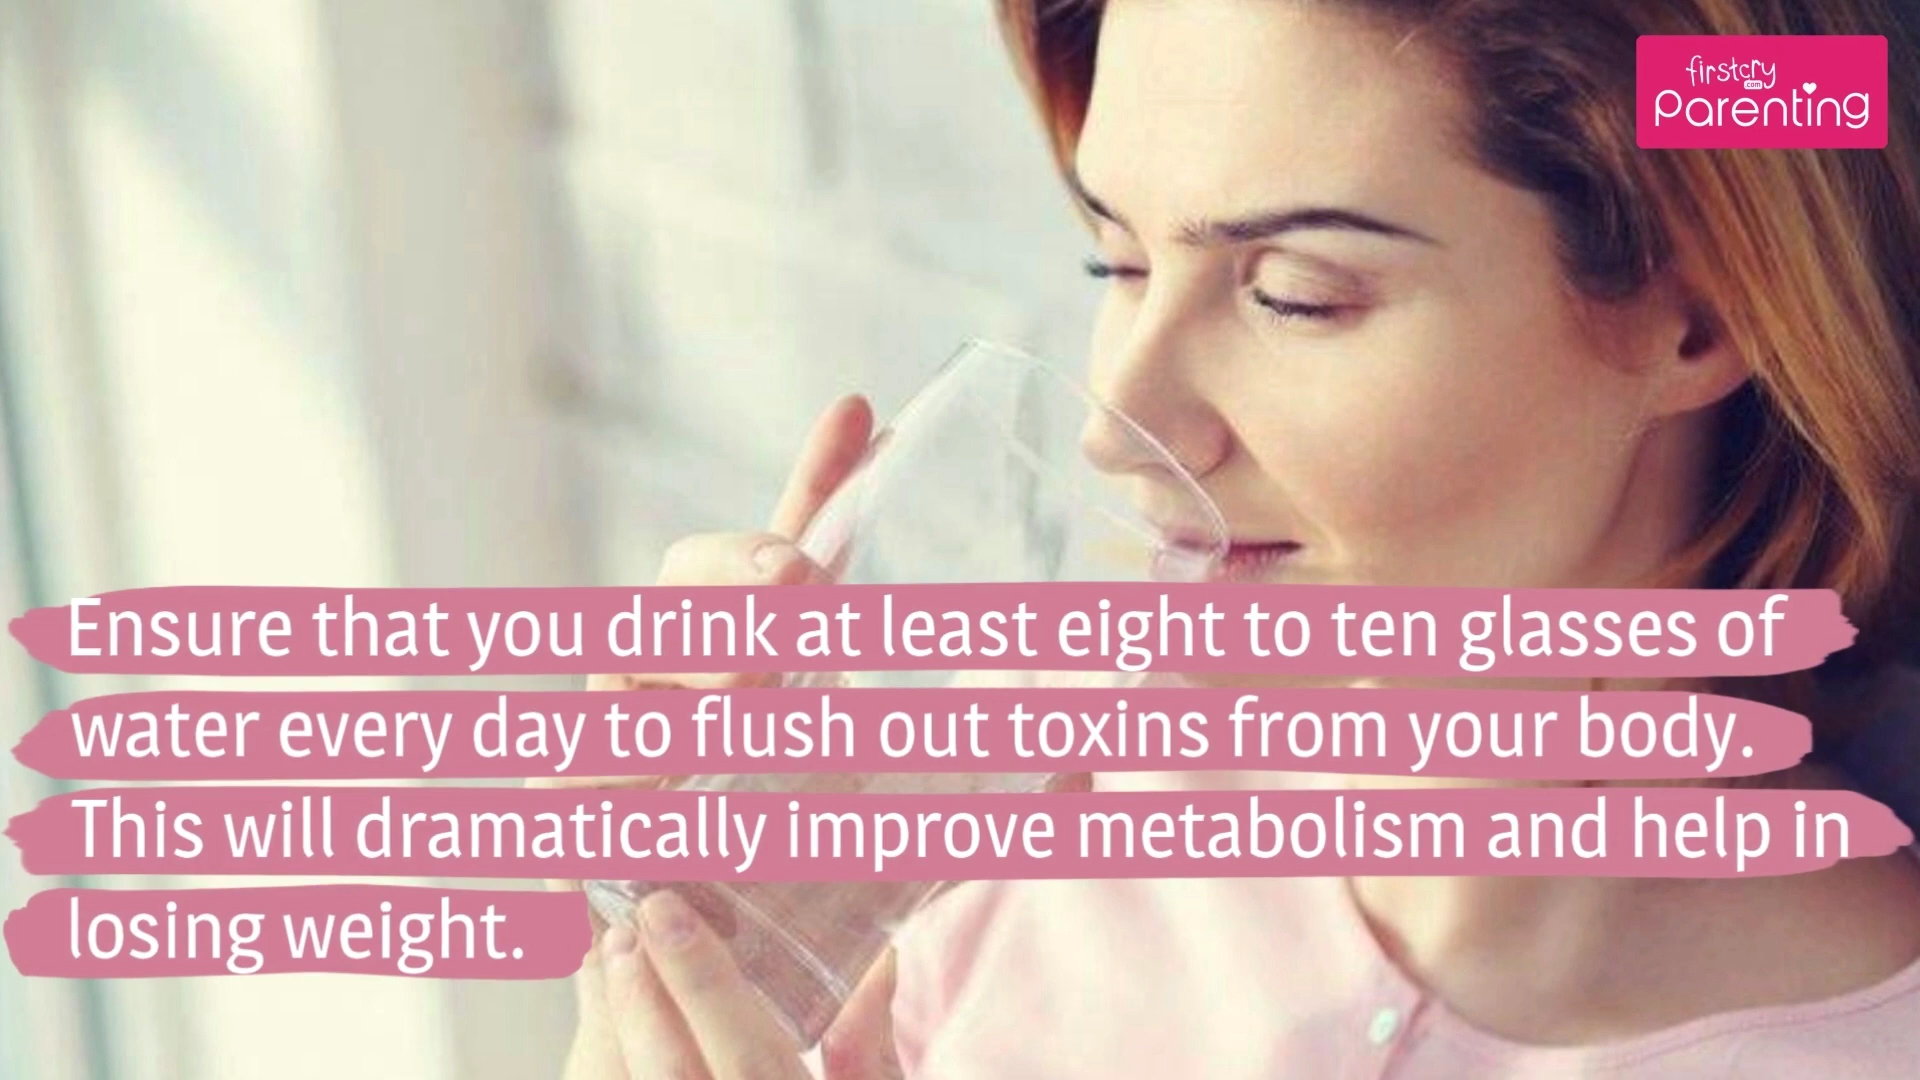 firstcry
.com
Parenting
Ensure that you drink at least eight to ten glasses of
water every day to flush out toxins from your body.
This will dramatically improve metabolism and help in
losing weight.